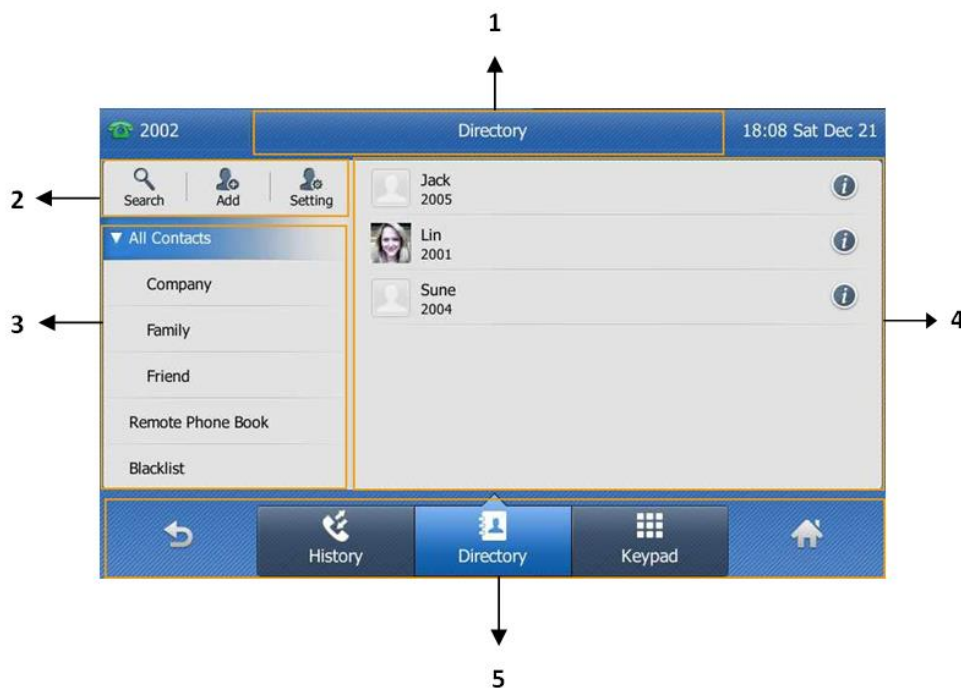 1
2002 Directory 18:08 Sat Dec 21
2
Search Add Setting
3
All Contacts
Company
Family
Friend
Remote Phone Book
Blacklist
Jack
2005
i
Lin
2001
i
Sune
2004
i
4
History Directory Keypad
5